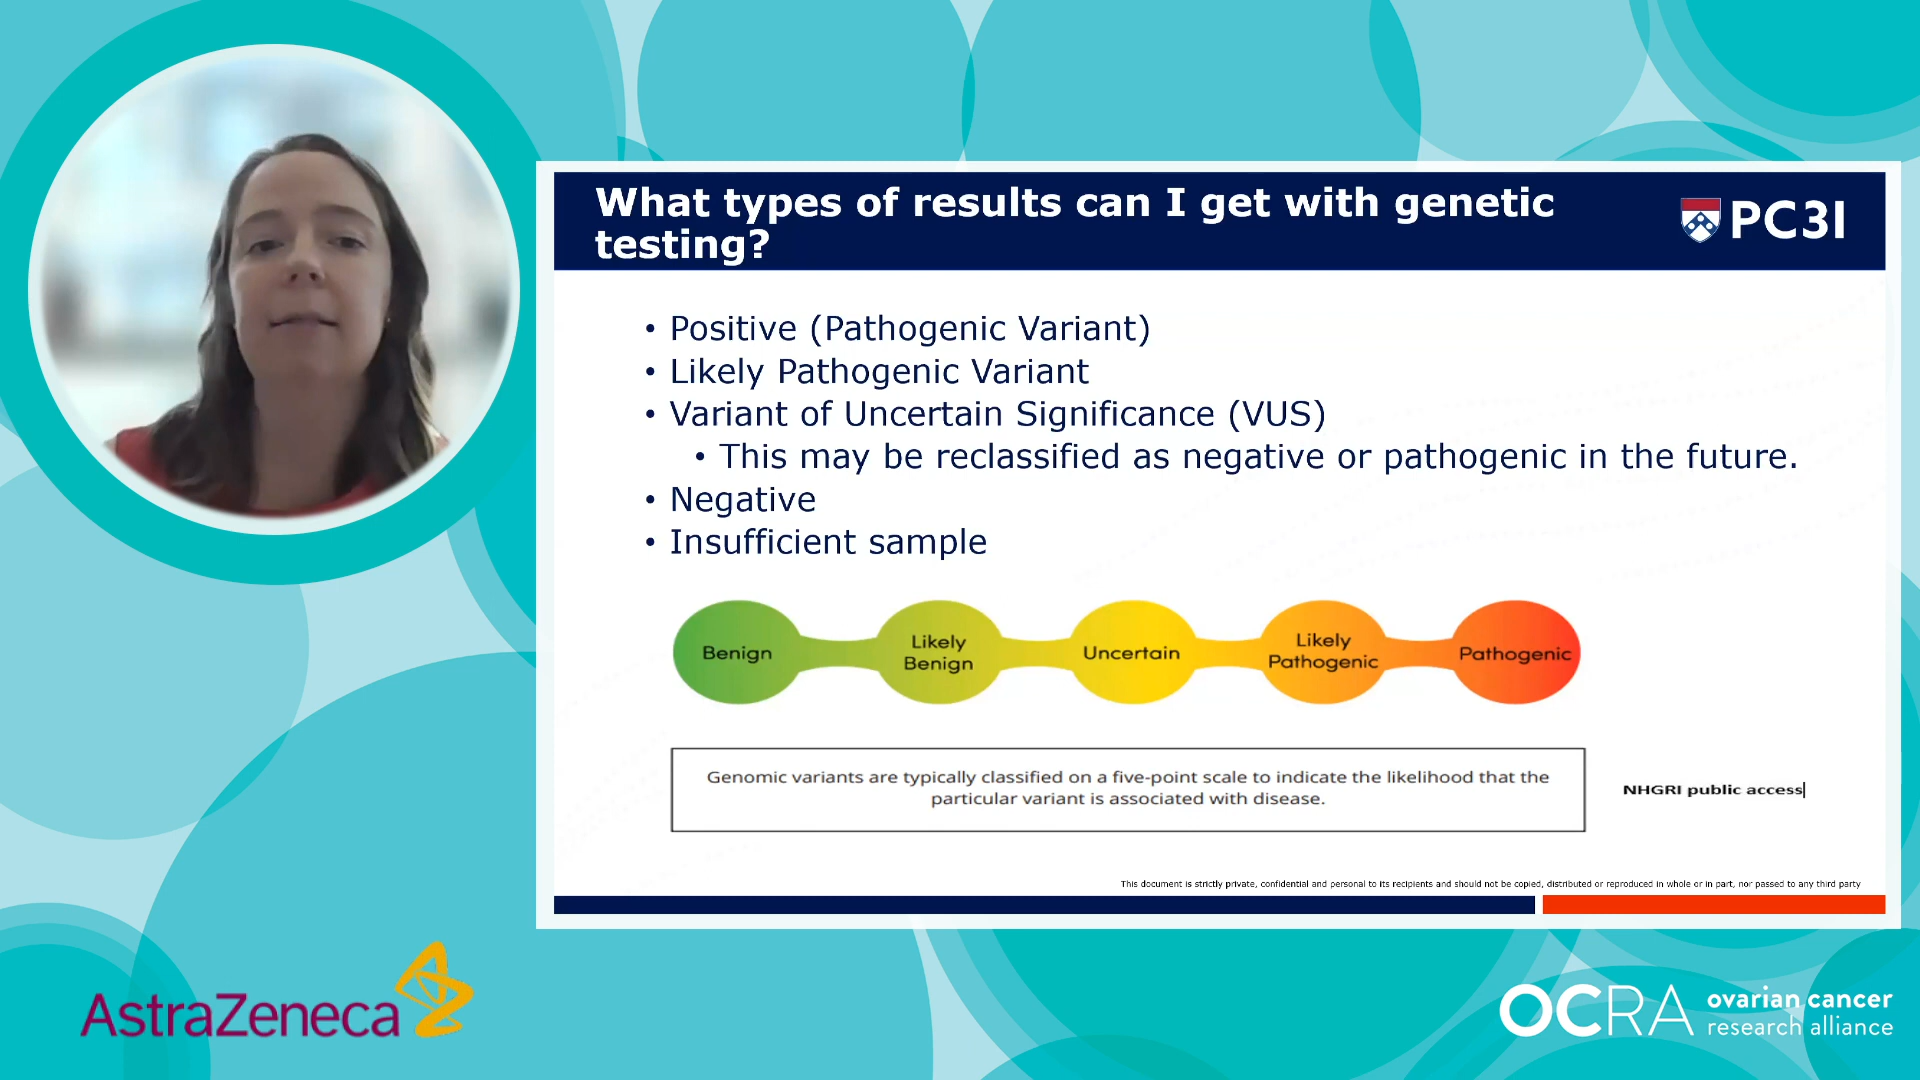 What types of results can I get with genetic
testing?
PC3I
• Positive (Pathogenic Variant)
• Likely Pathogenic Variant
• Variant of Uncertain Significance (VUS)
• This may be reclassified as negative or pathogenic in the future.
• Negative
• Insufficient sample
Benign
Likely
Benign
Uncertain
Likely
Pathogenic
Pathogenic
Genomic variants are typically classified on a five-point scale to indicate the likelihood that the
particular variant is associated with disease.
NHGRI public access
This document is strictly private, confidential and personal to its recipients and should not be copied, distributed or reproduced in whole or in part, nor passed to any third party
AstraZeneca
OCRA
ovarian cancer
research alliance